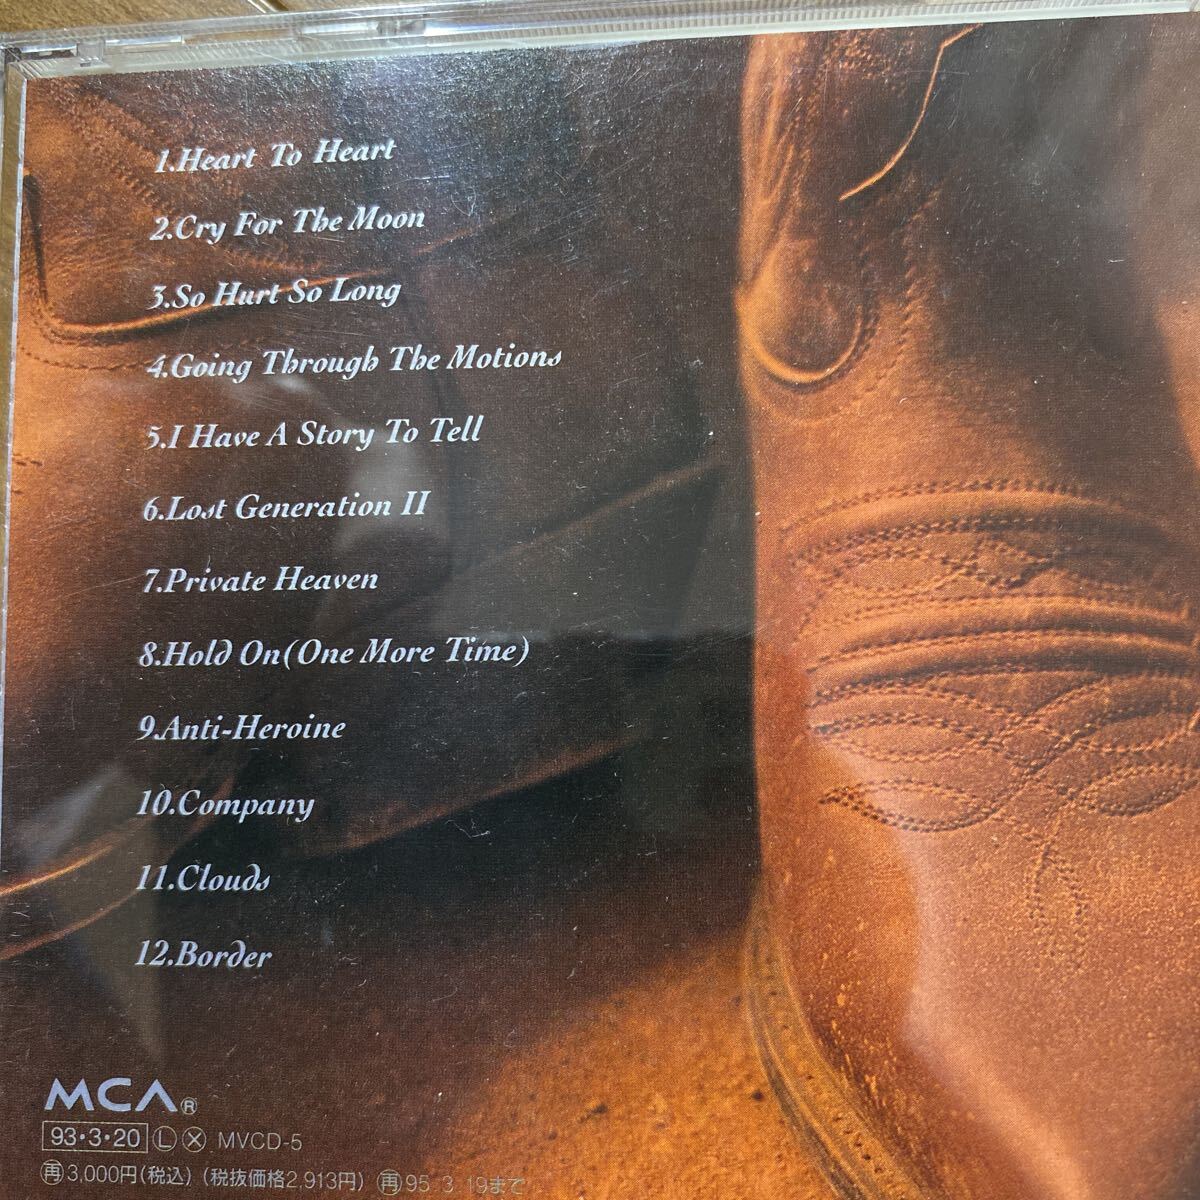 1.Heart To Heart
2.Cry For The Moon
3.So Hurt So Long
4.Going Through The Motions
5.I Have A Story To Tell
6.Lost Generation II
7.Private Heaven
8.Hold On(One More Time)
9.Anti-Heroine
10.Company
11.Clouds
12.Border
MCA®
93・3・20 Ⓛ Ⓧ MVCD-5
㊢3,000円(税込) (税抜価格2,913円) ㊢95.3.19まで